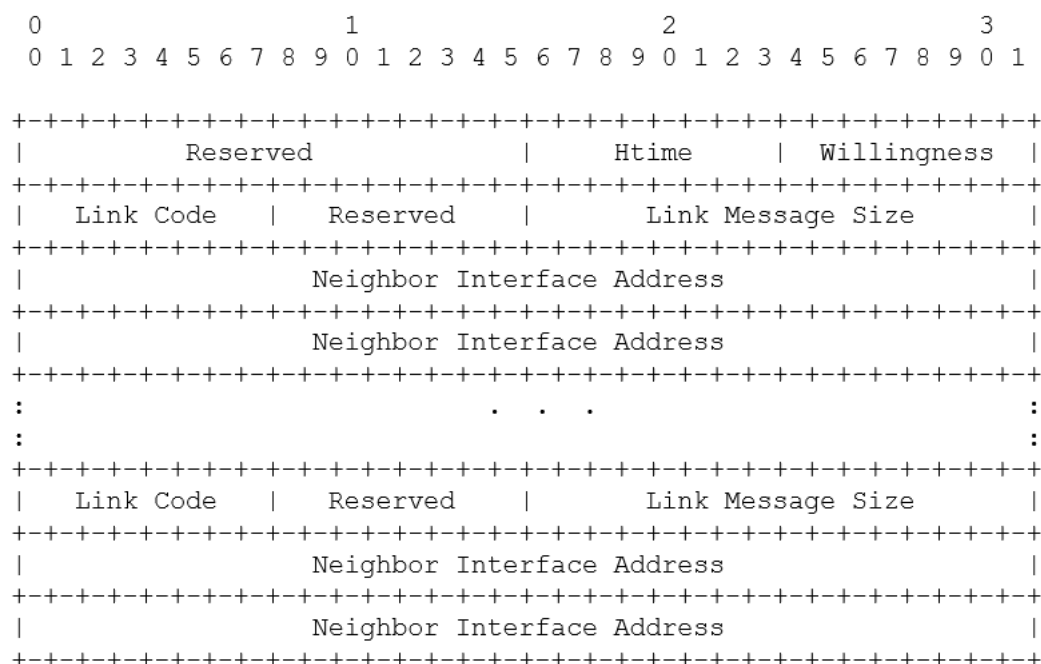 0                   1                   2                   3
0 1 2 3 4 5 6 7 8 9 0 1 2 3 4 5 6 7 8 9 0 1 2 3 4 5 6 7 8 9 0 1
+-+-+-+-+-+-+-+-+-+-+-+-+-+-+-+-+-+-+-+-+-+-+-+-+-+-+-+-+-+-+-+-+
|          Reserved             |     Htime     |  Willingness  |
+-+-+-+-+-+-+-+-+-+-+-+-+-+-+-+-+-+-+-+-+-+-+-+-+-+-+-+-+-+-+-+-+
|   Link Code   |   Reserved    |       Link Message Size       |
+-+-+-+-+-+-+-+-+-+-+-+-+-+-+-+-+-+-+-+-+-+-+-+-+-+-+-+-+-+-+-+-+
|                  Neighbor Interface Address                   |
+-+-+-+-+-+-+-+-+-+-+-+-+-+-+-+-+-+-+-+-+-+-+-+-+-+-+-+-+-+-+-+-+
|                  Neighbor Interface Address                   |
+-+-+-+-+-+-+-+-+-+-+-+-+-+-+-+-+-+-+-+-+-+-+-+-+-+-+-+-+-+-+-+-+
:                             .  .  .                           :
:                                                               :
+-+-+-+-+-+-+-+-+-+-+-+-+-+-+-+-+-+-+-+-+-+-+-+-+-+-+-+-+-+-+-+-+
|   Link Code   |   Reserved    |       Link Message Size       |
+-+-+-+-+-+-+-+-+-+-+-+-+-+-+-+-+-+-+-+-+-+-+-+-+-+-+-+-+-+-+-+-+
|                  Neighbor Interface Address                   |
+-+-+-+-+-+-+-+-+-+-+-+-+-+-+-+-+-+-+-+-+-+-+-+-+-+-+-+-+-+-+-+-+
|                  Neighbor Interface Address                   |
+-+-+-+-+-+-+-+-+-+-+-+-+-+-+-+-+-+-+-+-+-+-+-+-+-+-+-+-+-+-+-+-+